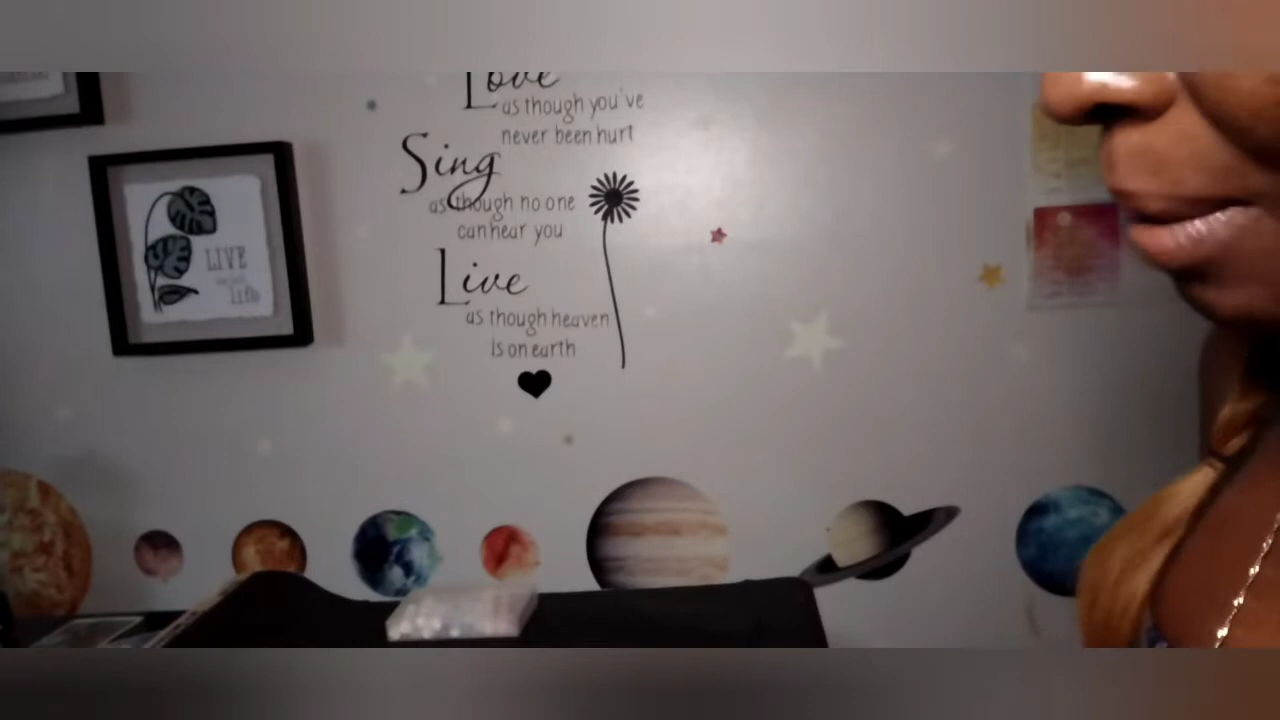 Love
as though you've
never been hurt
Sing
as though no one
can hear you
Live
as though heaven
is on earth
LIVE
life